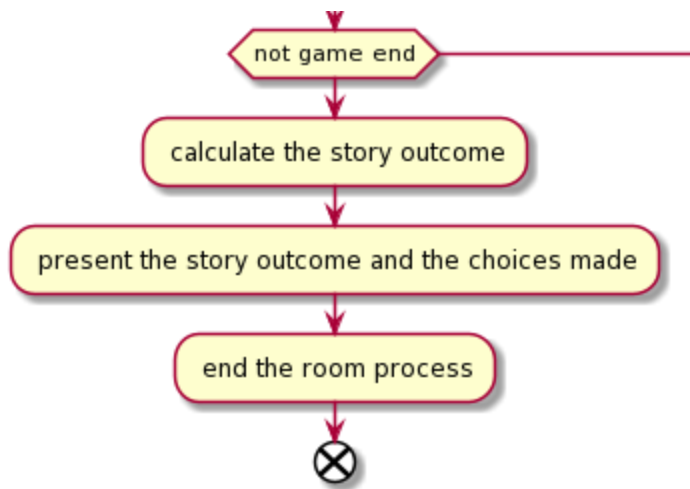 not game end
calculate the story outcome
present the story outcome and the choices made
end the room process